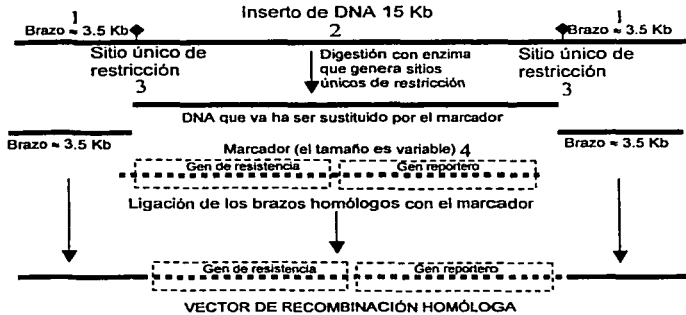 1
Inserto de DNA 15 Kb
1
Brazo ≈ 3.5 Kb
2
Brazo ≈ 3.5 Kb
Sitio único de
restricción
Digestión con enzima
que genera sitios
únicos de restricción
Sitio único de
restricción
3
3
DNA que va ha ser sustituido por el marcador
Brazo ≈ 3.5 Kb
Brazo ≈ 3.5 Kb
Marcador (el tamaño es variable) 4
Gen de resistencia
Gen reportero
Ligación de los brazos homólogos con el marcador
Gen de resistencia
Gen reportero
VECTOR DE RECOMBINACIÓN HOMÓLOGA